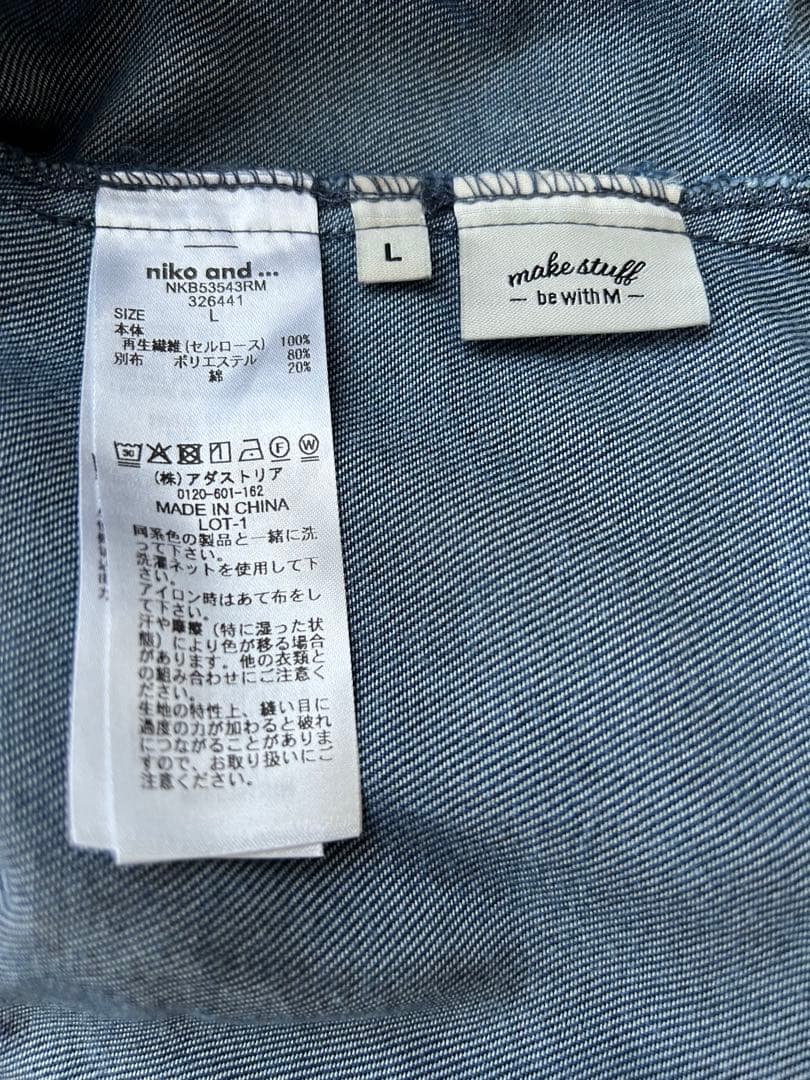 niko and ...
NKB53543RM
326441
SIZE L
本体
再生繊維(セルロース) 100%
別布 ポリエステル 80%
綿 20%
30 F W
(株)アダストリア
0120-601-162
MADE IN CHINA
LOT-1
同系色の製品と一緒に洗
って下さい。
洗濯ネットを使用して下
さい。
アイロン時はあて布をし
て下さい。
汗や摩擦(特に湿った状
態)により色が移る場合
があります。他の衣類と
の組み合わせにご注意く
ださい。
生地の特性上、縫い目に
過度の力が加わると破れ
につながることがありま
すので、お取り扱いにご
注意ください。
L
make stuff
– be with M –